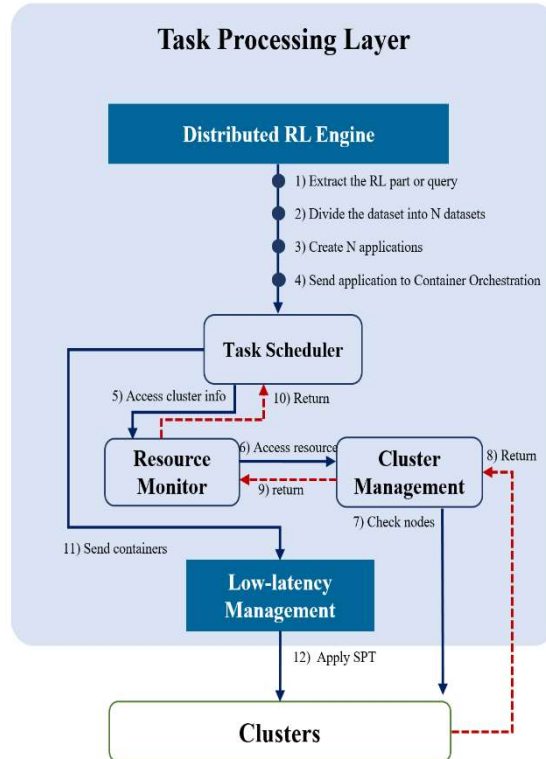 Task Processing Layer
Distributed RL Engine
1) Extract the RL part or query
2) Divide the dataset into N datasets
3) Create N applications
4) Send application to Container Orchestration
Task Scheduler
5) Access cluster info
10) Return
Resource
Monitor
6) Access resource
9) return
Cluster
Management
8) Return
7) Check nodes
11) Send containers
Low-latency
Management
12) Apply SPT
Clusters